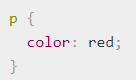 p {
  color: red;
}